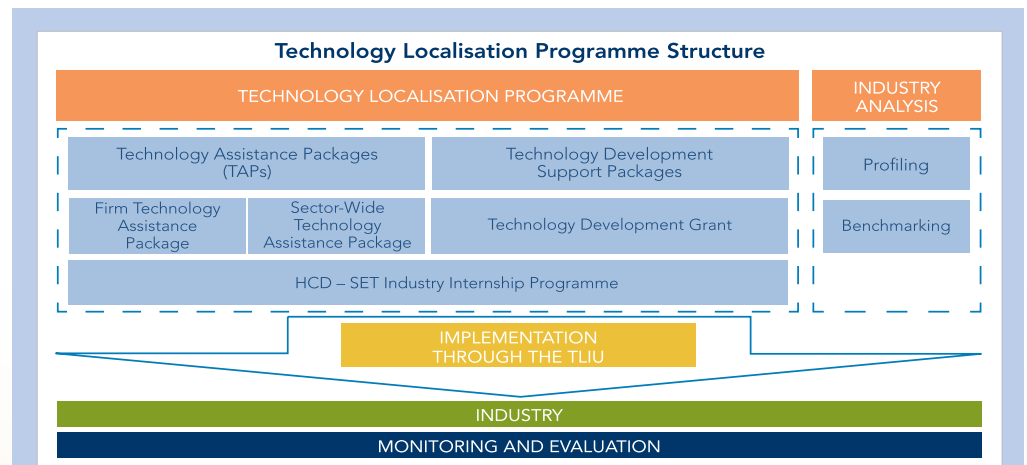 Technology Localisation Programme Structure
TECHNOLOGY LOCALISATION PROGRAMME
INDUSTRY
ANALYSIS
Technology Assistance Packages
(TAPs)
Technology Development
Support Packages
Profiling
Firm Technology
Assistance
Package
Sector-Wide
Technology
Assistance Package
Technology Development Grant
Benchmarking
HCD – SET Industry Internship Programme
IMPLEMENTATION
THROUGH THE TLIU
INDUSTRY
MONITORING AND EVALUATION